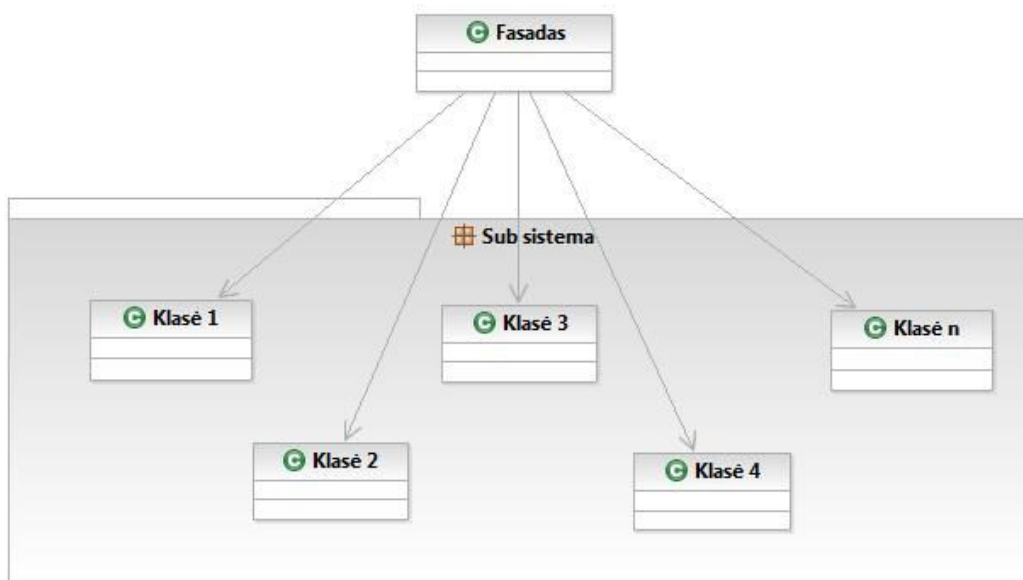 Fasadas
Sub sistema
Klasė 1
Klasė 3
Klasė n
Klasė 2
Klasė 4